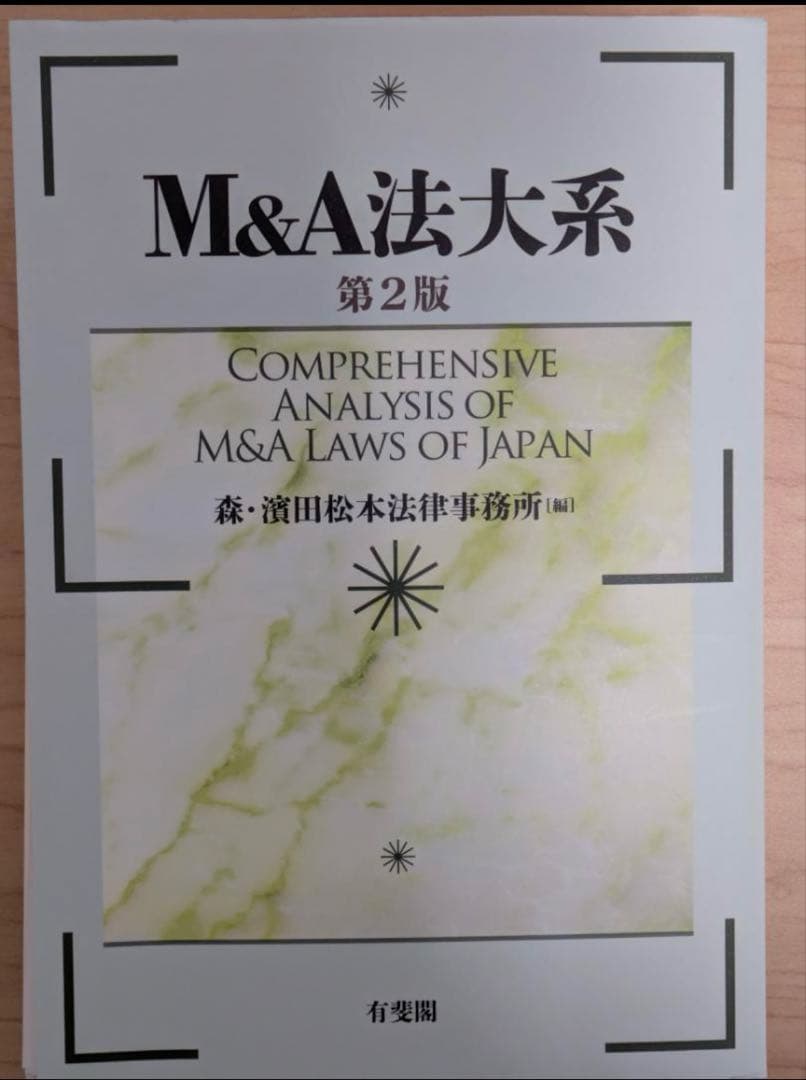 M&A法大系
第2版
COMPREHENSIVE
ANALYSIS OF
M&A LAWS OF JAPAN
森・濱田松本法律事務所[編]
有斐閣